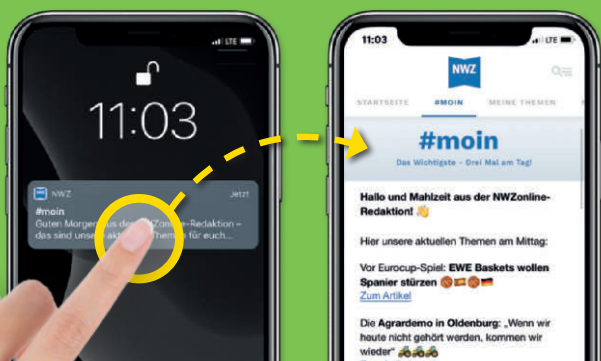 LTE
11:03
NWZ
Jetzt
#moin
Guten Morgen aus der NWZonline-Redaktion –
das sind unsere Themen für euch...
11:03
LTE
NWZ
STARTSEITE #MOIN MEINE THEMEN
#moin
Das Wichtigste - Drei Mal am Tag!
Hallo und Mahlzeit aus der NWZonline-
Redaktion! 👋
Hier unsere aktuellen Themen am Mittag:
Vor Eurocup-Spiel: EWE Baskets wollen
Spanier stürzen 🏀🇪🇸🏀🇩🇪
Zum Artikel
Die Agrardemo in Oldenburg: „Wenn wir
heute nicht gehört werden, kommen wir
wieder“ 🚜🚜🚜